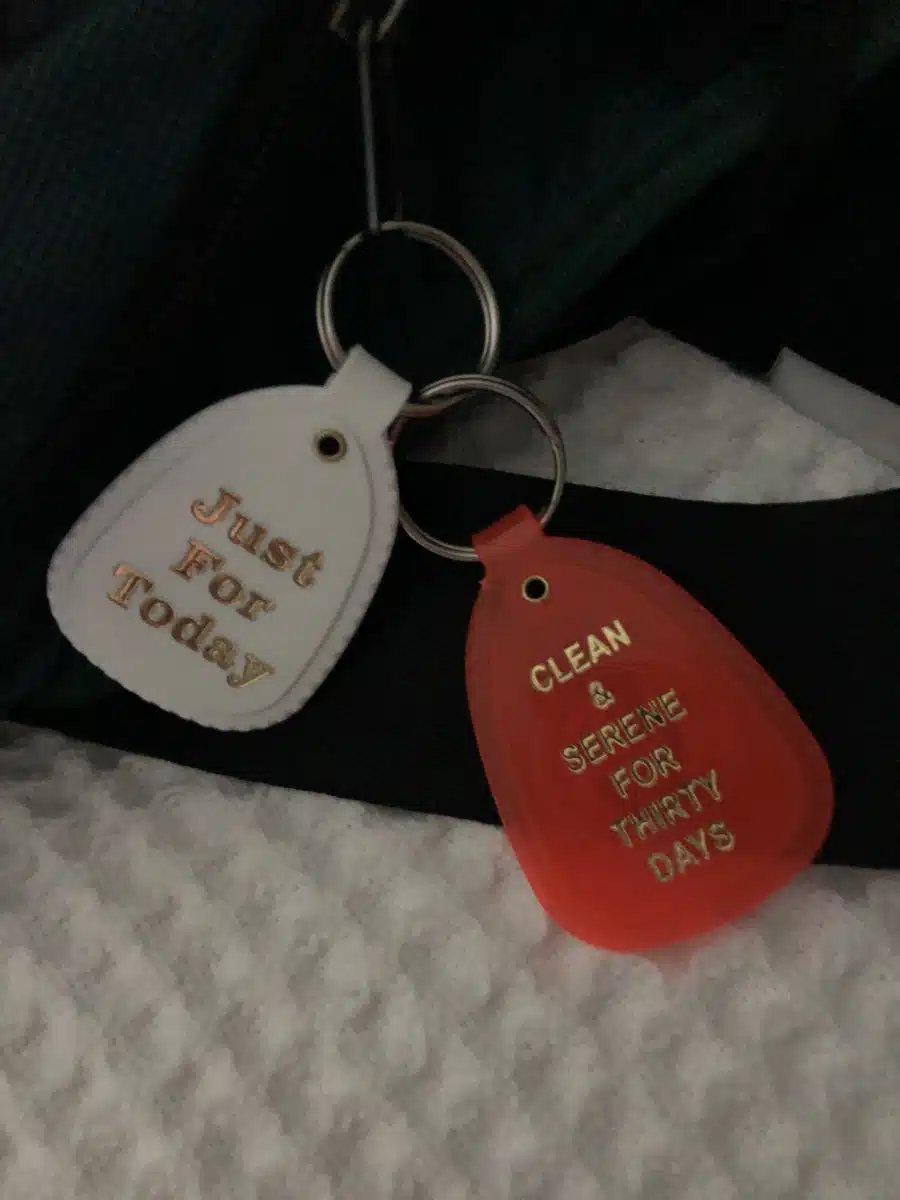 Just
For
Today
CLEAN
&
SERENE
FOR
THIRTY
DAYS